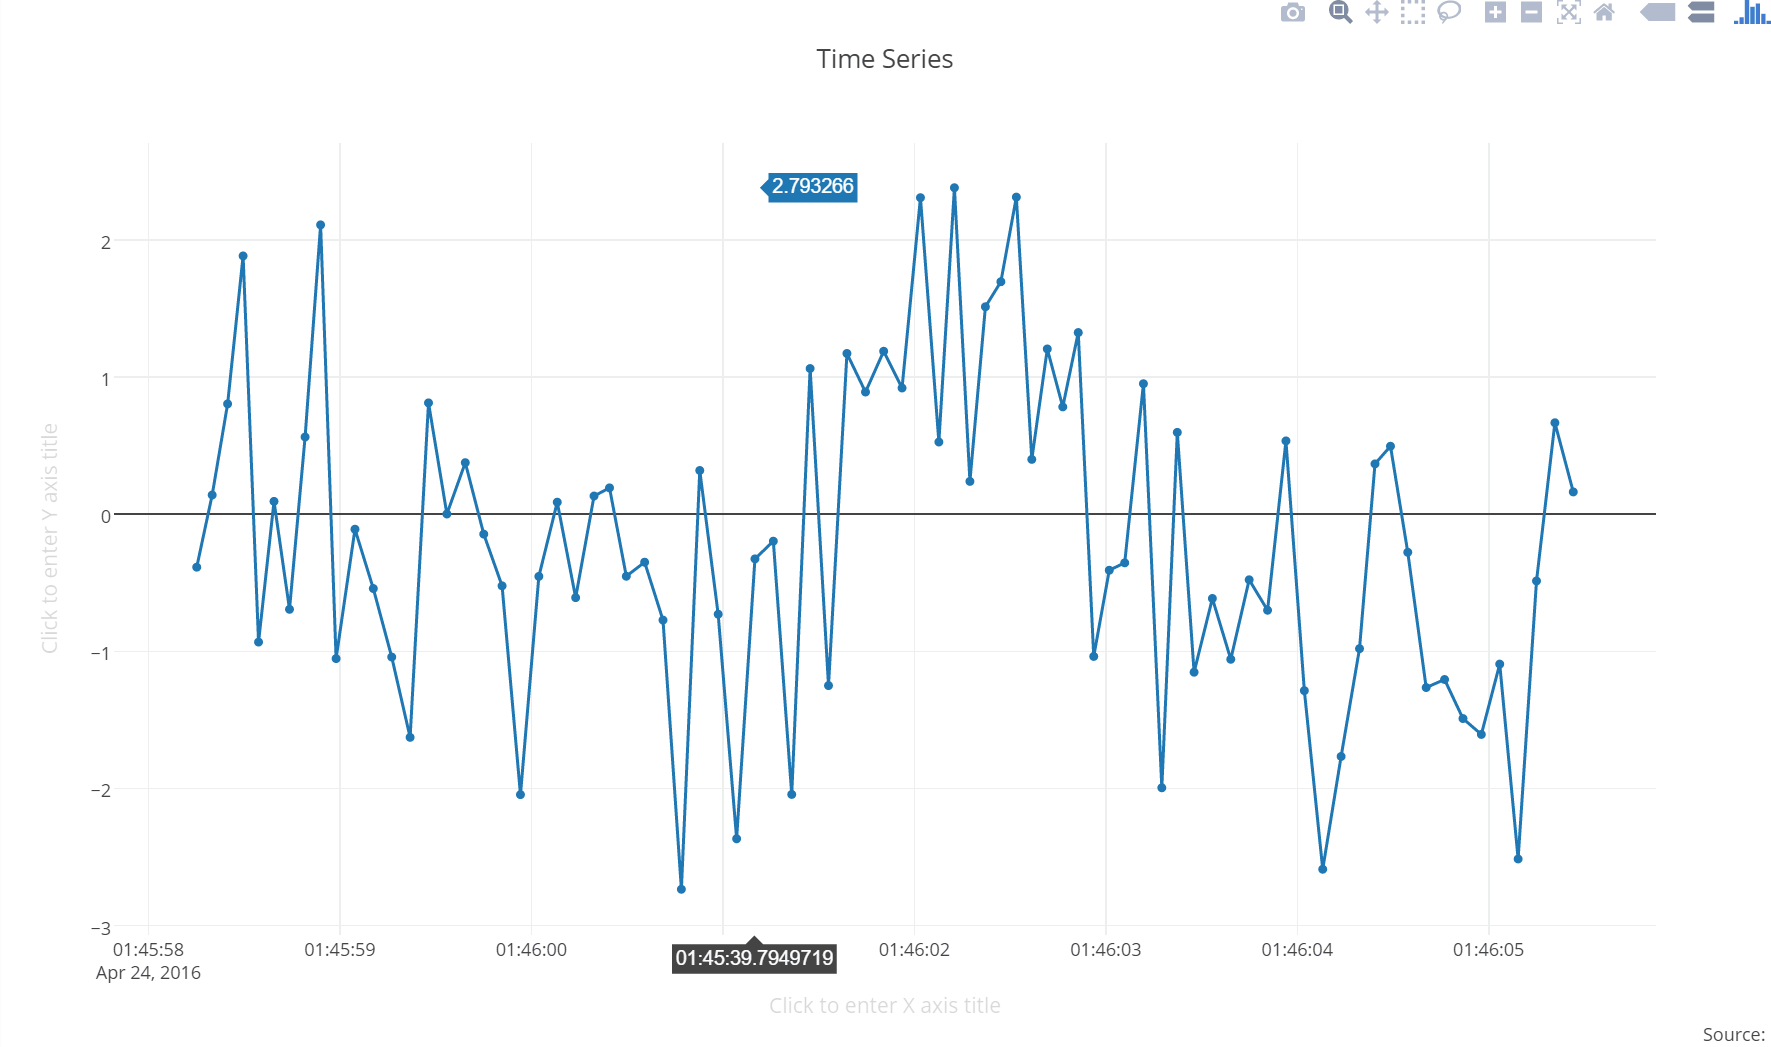 Time Series
2.793266
2
1
0
−1
−2
−3
Click to enter Y axis title
01:45:58 01:45:59 01:46:00 01:46:02 01:46:03 01:46:04 01:46:05
Apr 24, 2016
01:45:39.7949719
Click to enter X axis title
Source: